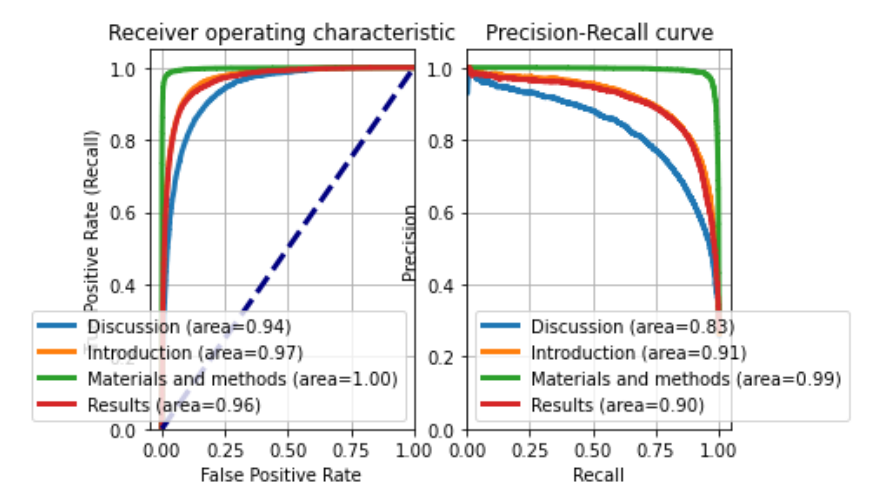 Receiver operating characteristic
1.0
0.8
0.6
0.4
0.2
0.0
Positive Rate (Recall)
Discussion (area=0.94)
Introduction (area=0.97)
Materials and methods (area=1.00)
Results (area=0.96)
0.00 0.25 0.50 0.75 1.00
False Positive Rate
Precision-Recall curve
1.0
0.8
0.6
0.4
0.2
0.0
Precision
Discussion (area=0.83)
Introduction (area=0.91)
Materials and methods (area=0.99)
Results (area=0.90)
0.00 0.25 0.50 0.75 1.00
Recall